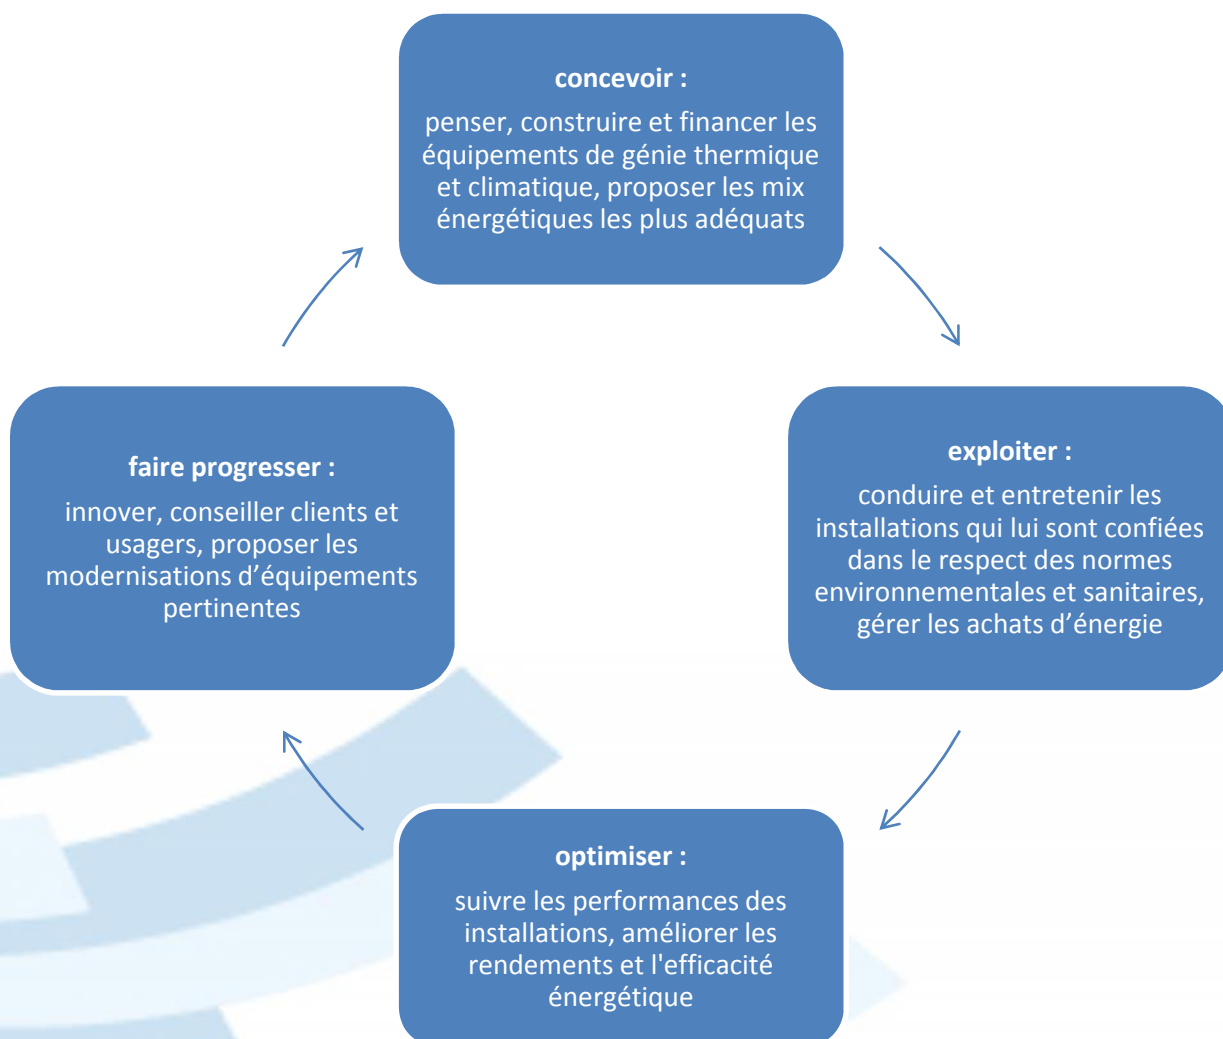 concevoir :
penser, construire et financer les
équipements de génie thermique
et climatique, proposer les mix
énergétiques les plus adéquats
exploiter :
conduire et entretenir les
installations qui lui sont confiées
dans le respect des normes
environnementales et sanitaires,
gérer les achats d’énergie
optimiser :
suivre les performances des
installations, améliorer les
rendements et l'efficacité
énergétique
faire progresser :
innover, conseiller clients et
usagers, proposer les
modernisations d’équipements
pertinentes